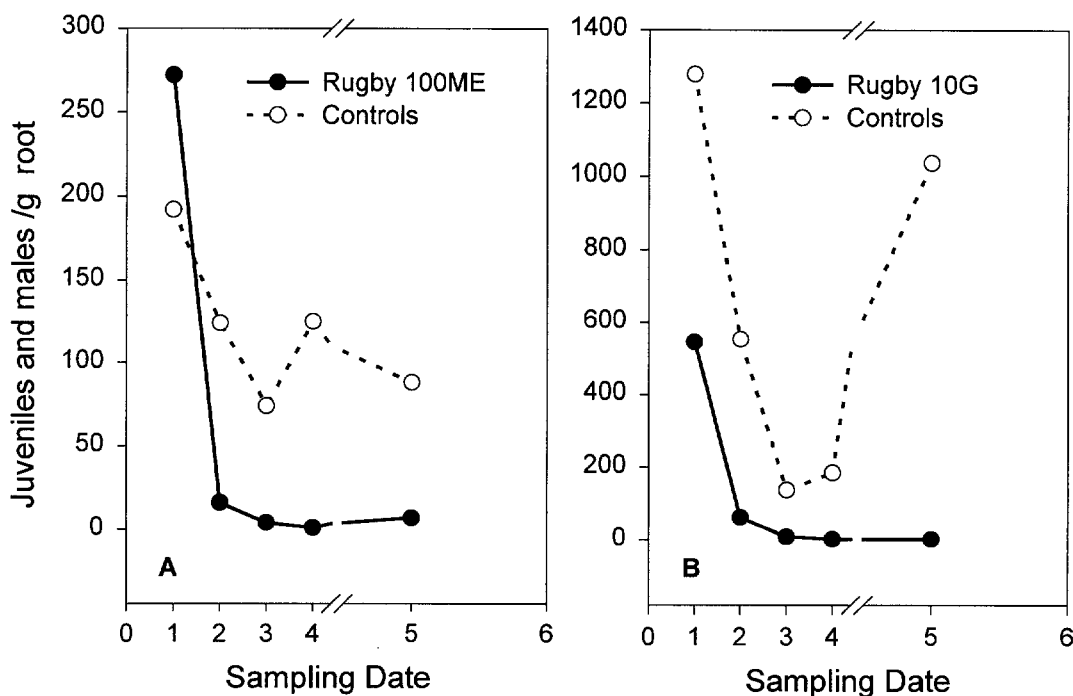 Juveniles and males /g root
300
250
200
150
100
50
0
Rugby 100ME
Controls
A
0 1 2 3 4 5 6
Sampling Date
1400
1200
1000
800
600
400
200
0
Rugby 10G
Controls
B
0 1 2 3 4 5 6
Sampling Date